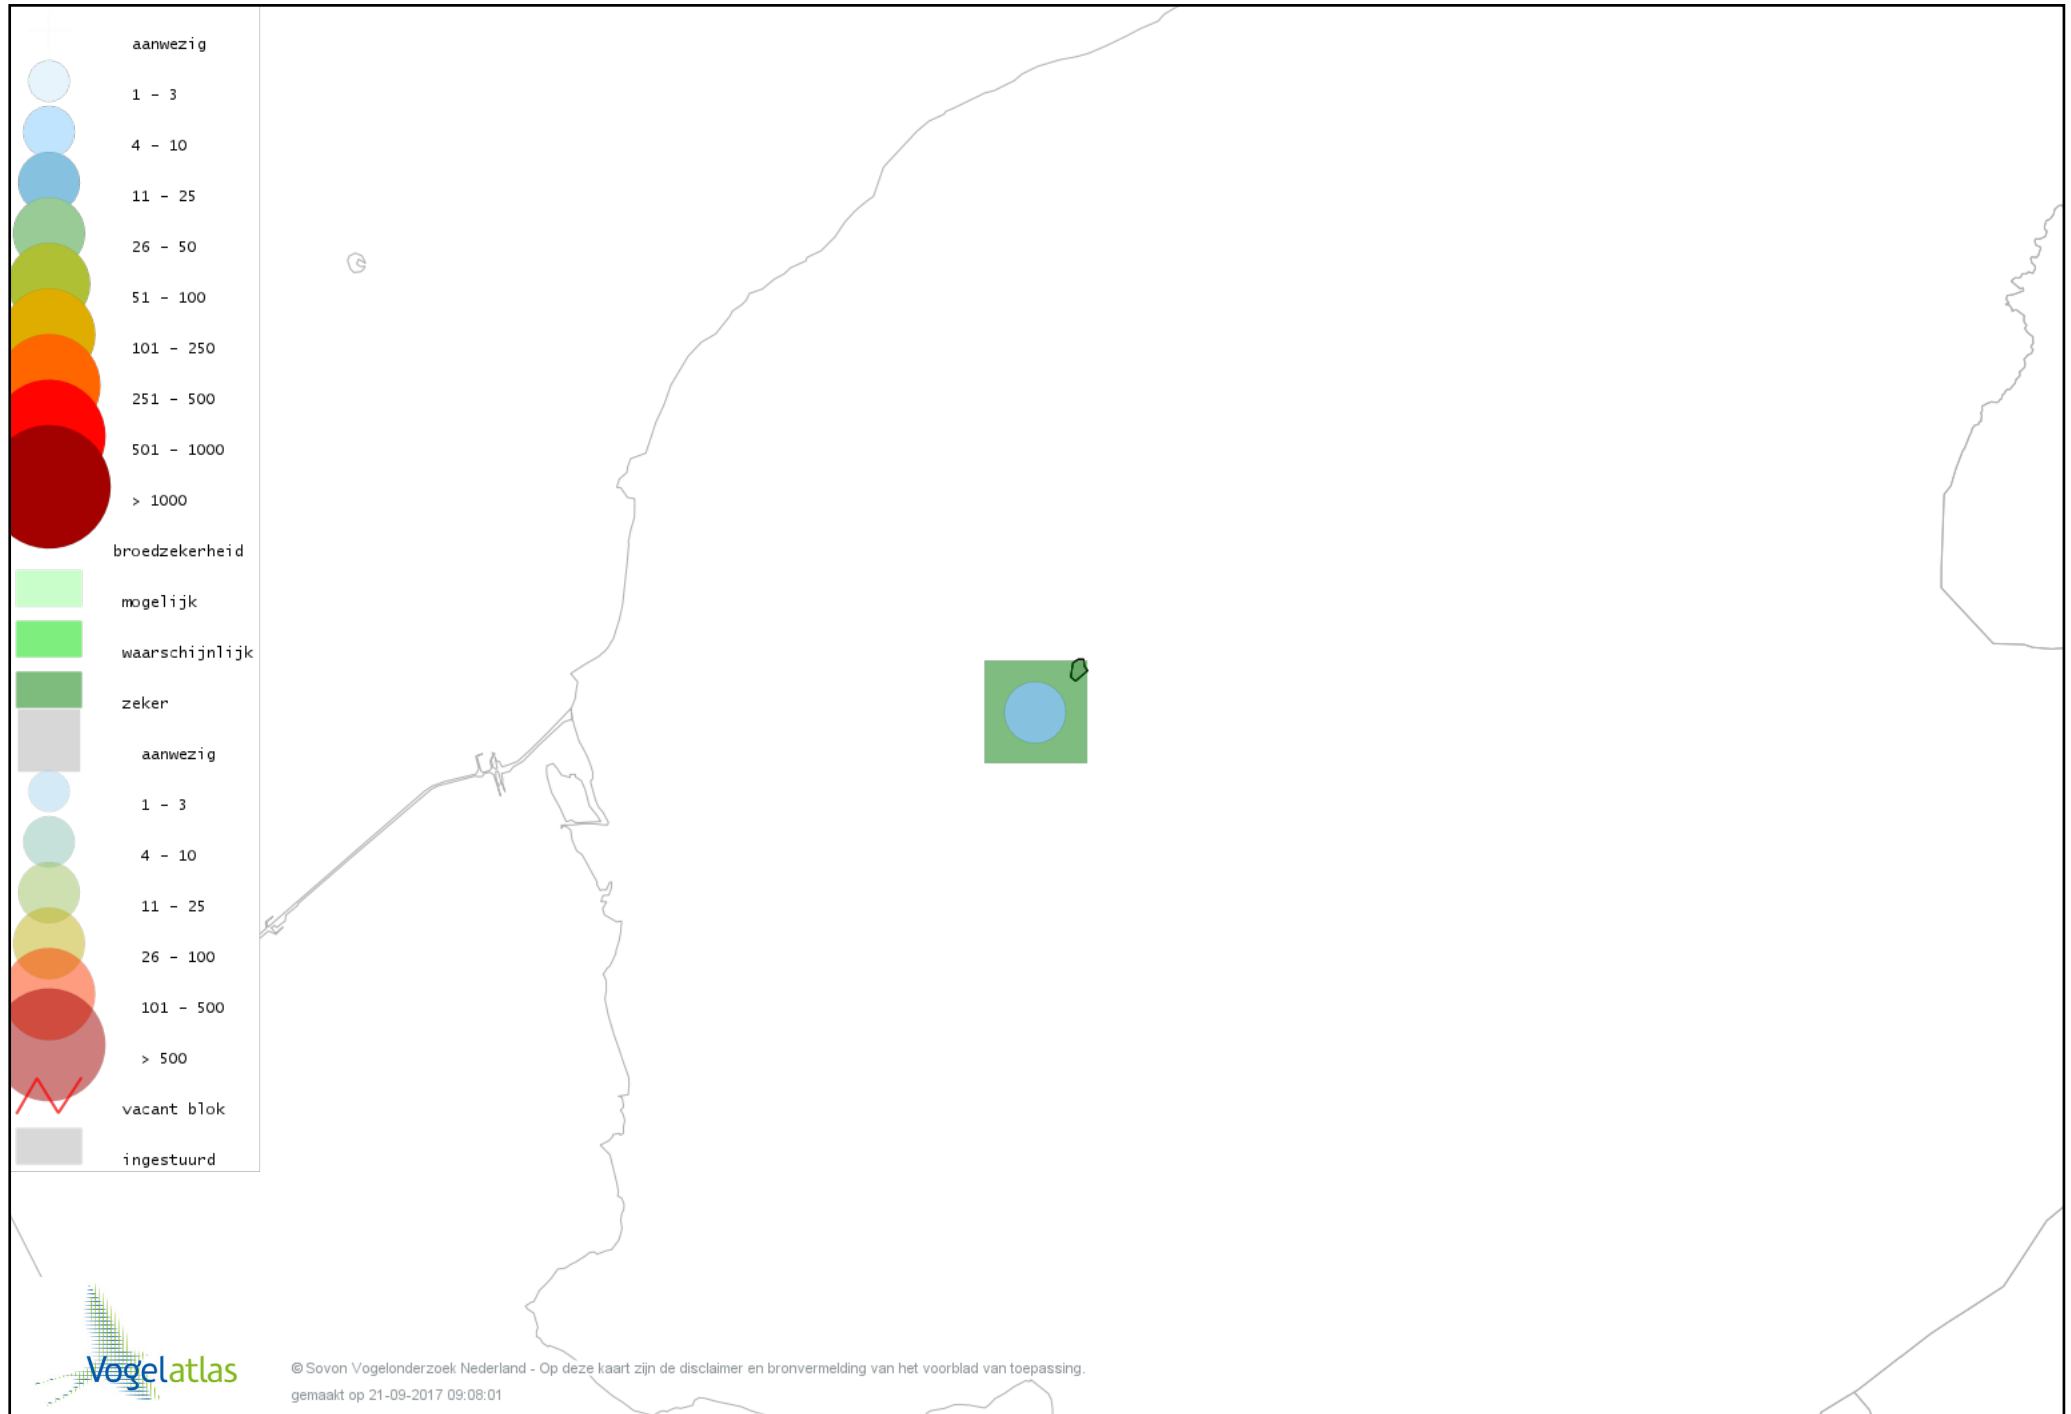 aanwezig
1 - 3
4 - 10
11 - 25
26 - 50
51 - 100
101 - 250
251 - 500
501 - 1000
> 1000
broedzekerheid
mogelijk
waarschijnlijk
zeker
aanwezig
1 - 3
4 - 10
11 - 25
26 - 100
101 - 500
> 500
vacant blok
ingestuurd
Vogelatlas
© Sovon Vogelonderzoek Nederland - Op deze kaart zijn de disclaimer en bronvermelding van het voorblad van toepassing.
gemaakt op 21-09-2017 09:08:01